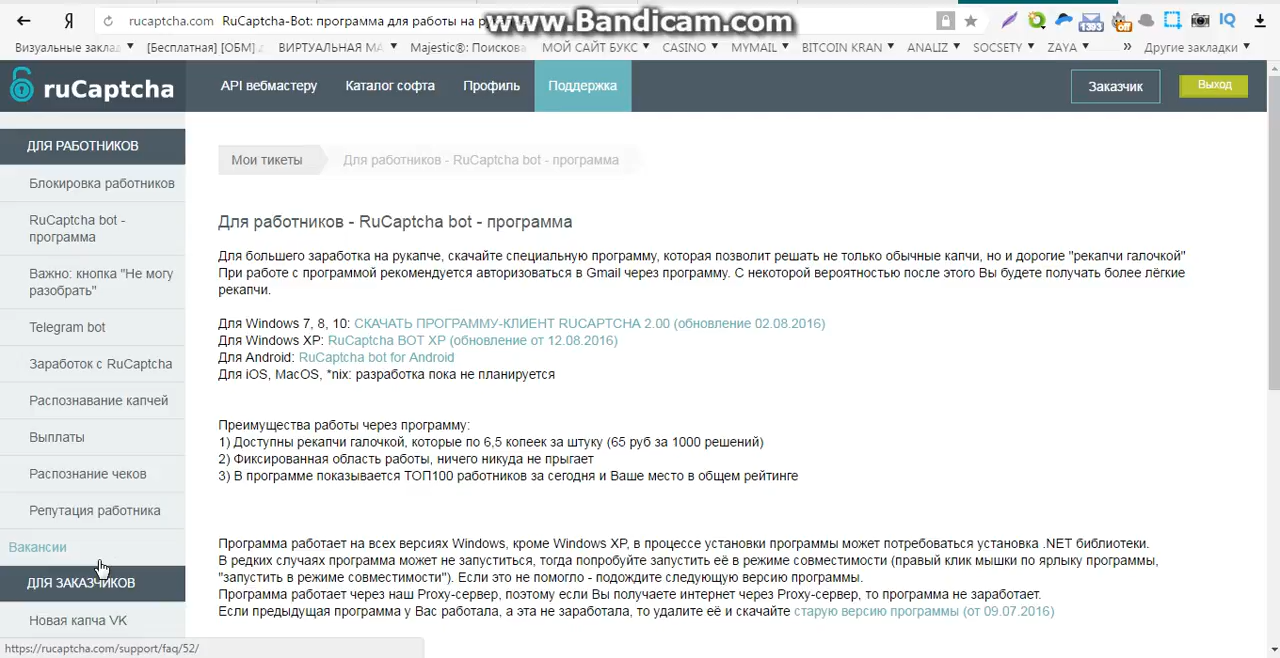 rucaptcha.com RuCaptcha-Bot: программа для работы на р
www.Bandicam.com
Визуальные заклад
[Бесплатная] [ОБМ]
ВИРТУАЛЬНАЯ МА
Majestic®: Поискова
МОЙ САЙТ БУКС
CASINO
MYMAIL
BITCOIN KRAN
ANALIZ
SOCSETY
ZAYA
»
Другие закладки
1393
off
IQ
ruCaptcha
API вебмастеру
Каталог софта
Профиль
Поддержка
Заказчик
Выход
ДЛЯ РАБОТНИКОВ
Блокировка работников
RuCaptcha bot -
программа
Важно: кнопка "Не могу
разобрать"
Telegram bot
Заработок с RuCaptcha
Распознавание капчей
Выплаты
Распознание чеков
Репутация работника
Вакансии
ДЛЯ ЗАКАЗЧИКОВ
Новая капча VK
Мои тикеты
Для работников - RuCaptcha bot - программа
Для работников - RuCaptcha bot - программа
Для большего заработка на рукапче, скачайте специальную программу, которая позволит решать не только обычные капчи, но и дорогие "рекапчи галочкой"
При работе с программой рекомендуется авторизоваться в Gmail через программу. С некоторой вероятностью после этого Вы будете получать более лёгкие
рекапчи.
Для Windows 7, 8, 10: СКАЧАТЬ ПРОГРАММУ-КЛИЕНТ RUCAPTCHA 2.00 (обновление 02.08.2016)
Для Windows XP: RuCaptcha BOT XP (обновление от 12.08.2016)
Для Android: RuCaptcha bot for Android
Для iOS, MacOS, *nix: разработка пока не планируется
Преимущества работы через программу:
1) Доступны рекапчи галочкой, которые по 6,5 копеек за штуку (65 руб за 1000 решений)
2) Фиксированная область работы, ничего никуда не прыгает
3) В программе показывается ТОП100 работников за сегодня и Ваше место в общем рейтинге
Программа работает на всех версиях Windows, кроме Windows XP, в процессе установки программы может потребоваться установка .NET библиотеки.
В редких случаях программа может не запуститься, тогда попробуйте запустить её в режиме совместимости (правый клик мышки по ярлыку программы,
"запустить в режиме совместимости"). Если это не помогло - подождите следующую версию программы.
Программа работает через наш Proxy-сервер, поэтому если Вы получаете интернет через Proxy-сервер, то программа не заработает.
Если предыдущая программа у Вас работала, а эта не заработала, то удалите её и скачайте старую версию программы (от 09.07.2016)
https://rucaptcha.com/support/faq/52/